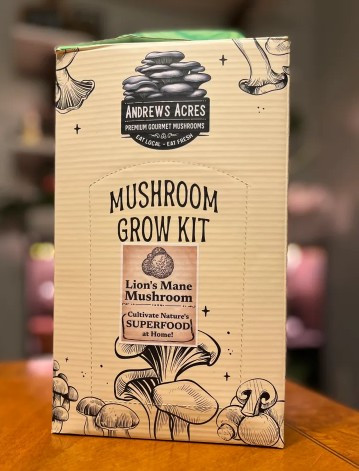 ANDREWS ACRES
PREMIUM GOURMET MUSHROOMS
EAT LOCAL - EAT FRESH
MUSHROOM
GROW KIT
Lion's Mane
Mushroom
Cultivate Nature's
SUPERFOOD
at Home!